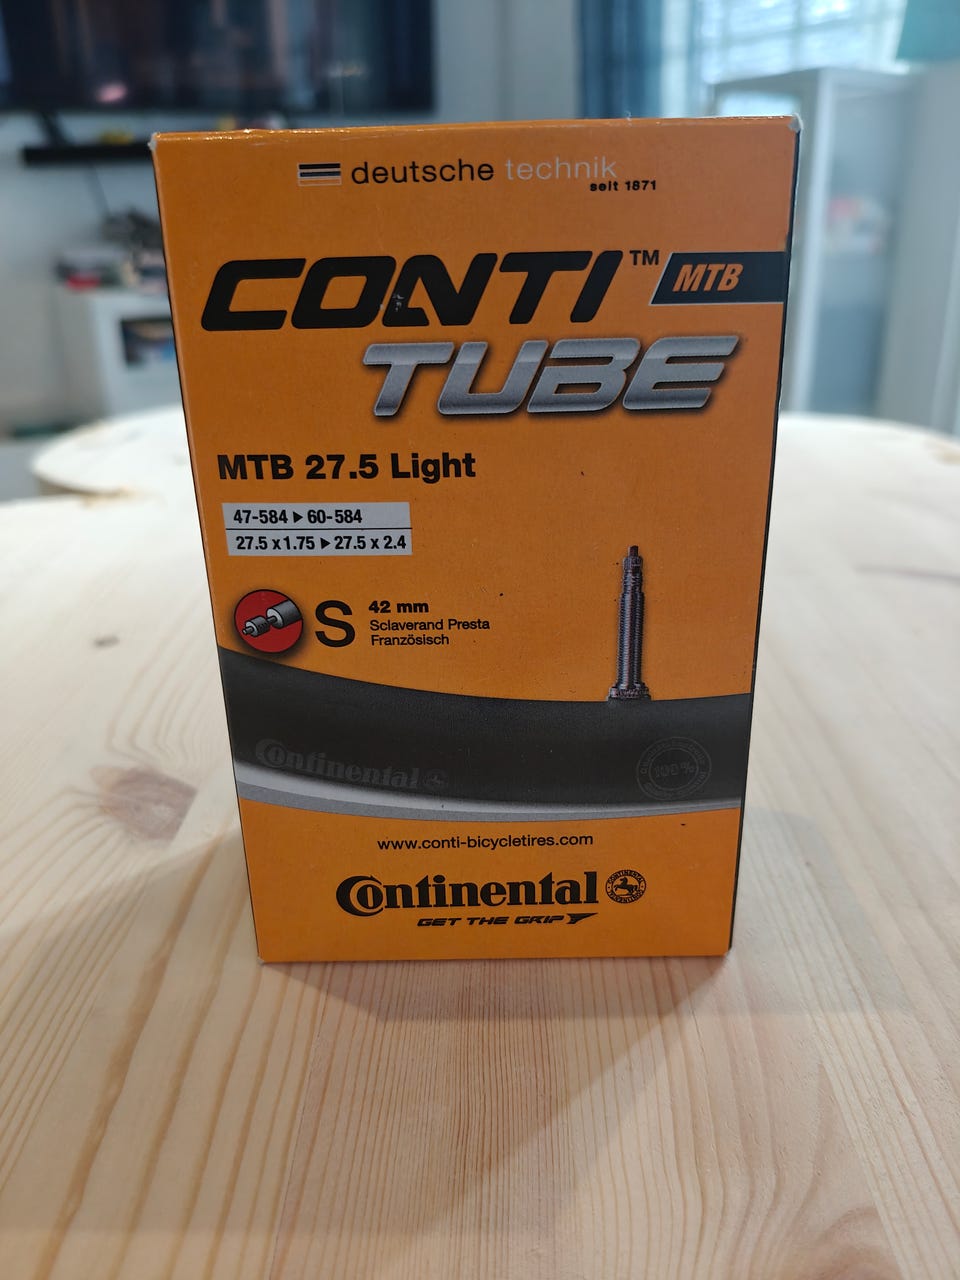 deutsche technik
seit 1871
CONTI™ MTB
TUBE
MTB 27.5 Light
47-584 ▶ 60-584
27.5 x 1.75 ▶ 27.5 x 2.4
S 42 mm
Sclaverand Presta
Französisch
Continental
100%
www.conti-bicycletires.com
Continental
GET THE GRIP